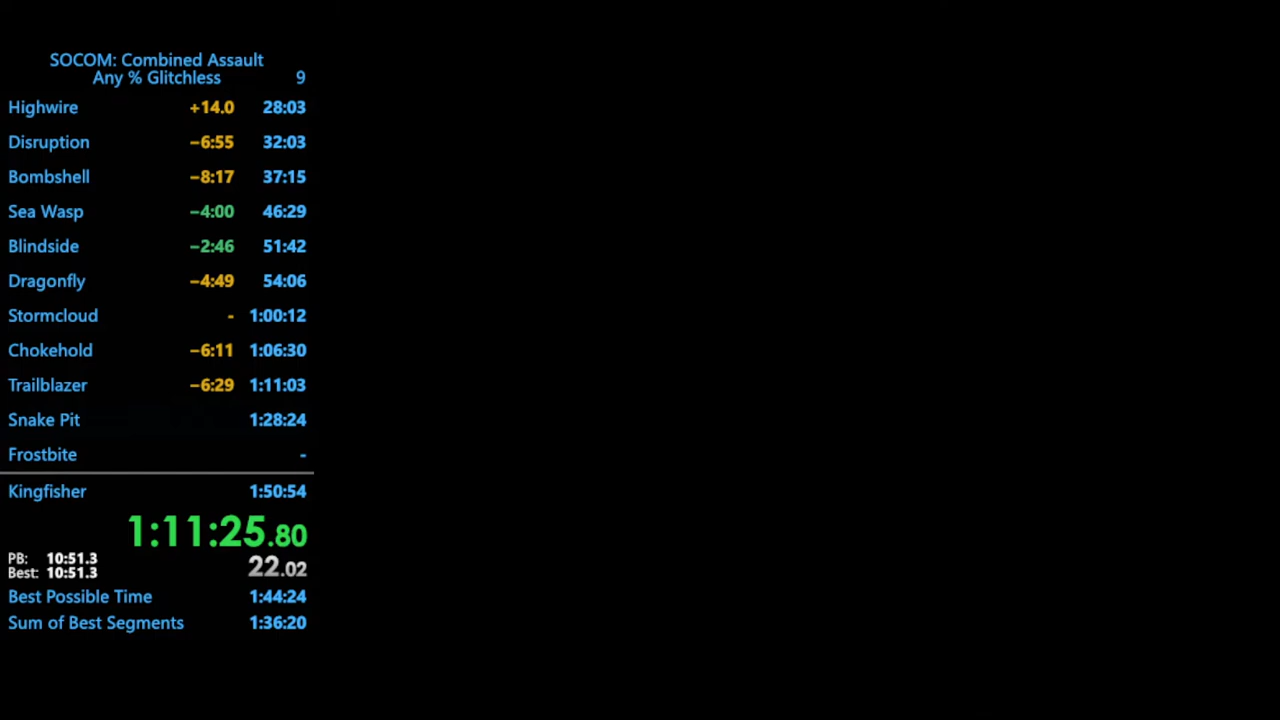 SOCOM: Combined Assault
Any % Glitchless 9
Highwire +14.0 28:03
Disruption −6:55 32:03
Bombshell −8:17 37:15
Sea Wasp −4:00 46:29
Blindside −2:46 51:42
Dragonfly −4:49 54:06
Stormcloud - 1:00:12
Chokehold −6:11 1:06:30
Trailblazer −6:29 1:11:03
Snake Pit 1:28:24
Frostbite -
Kingfisher 1:50:54
1:11:25.80
PB: 10:51.3
Best: 10:51.3
22.02
Best Possible Time 1:44:24
Sum of Best Segments 1:36:20